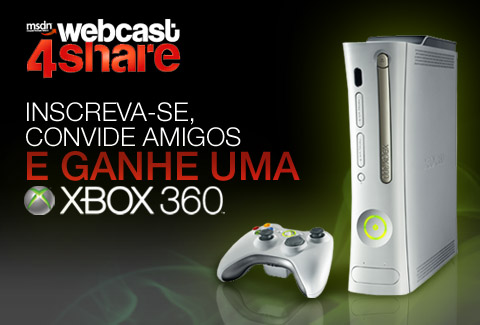 msdn webcast
4share
INSCREVA-SE,
CONVIDE AMIGOS
E GANHE UMA
XBOX 360